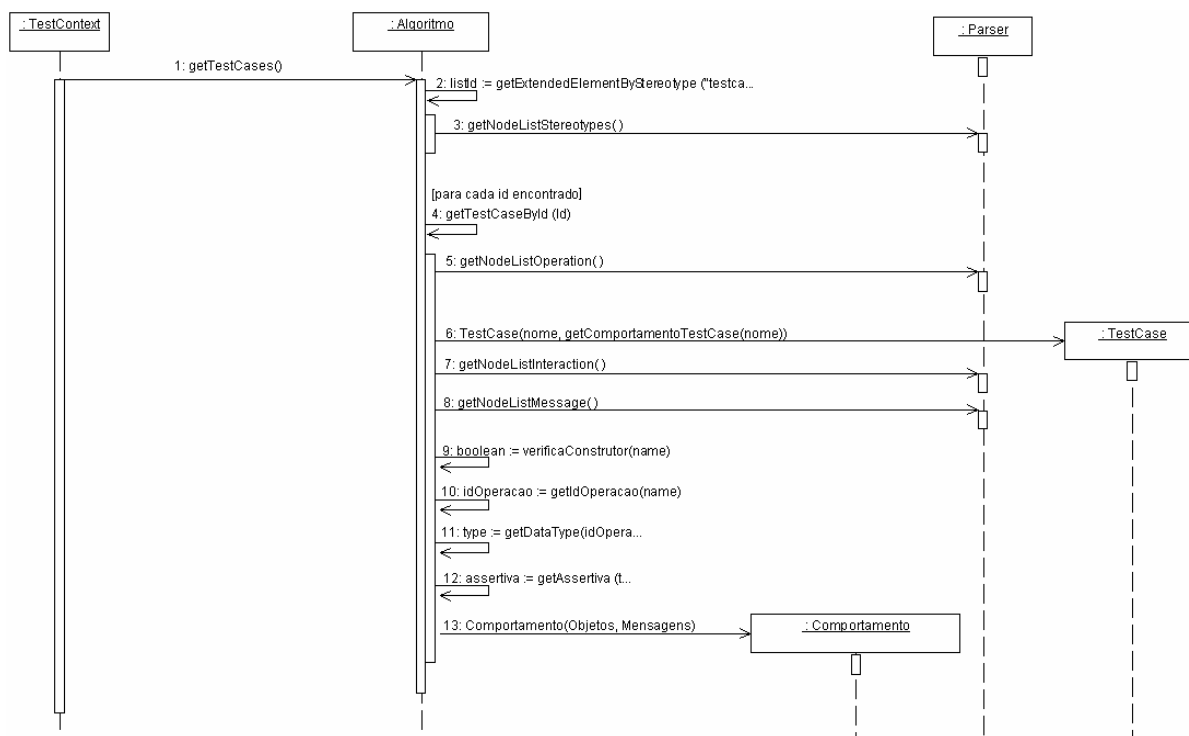 : TestContext
: Algoritmo
: Parser
1: getTestCases()
2: listId := getExtendedElementByStereotype ("testca...
3: getNodeListStereotypes()
[para cada id encontrado]
4: getTestCaseById (Id)
5: getNodeListOperation()
6: TestCase(nome, getComportamentoTestCase(nome))
: TestCase
7: getNodeListInteraction()
8: getNodeListMessage()
9: boolean := verificaConstrutor(name)
10: idOperacao := getIdOperacao(name)
11: type := getDataType(idOpera...
12: assertiva := getAssertiva (t...
13: Comportamento(Objetos, Mensagens)
: Comportamento